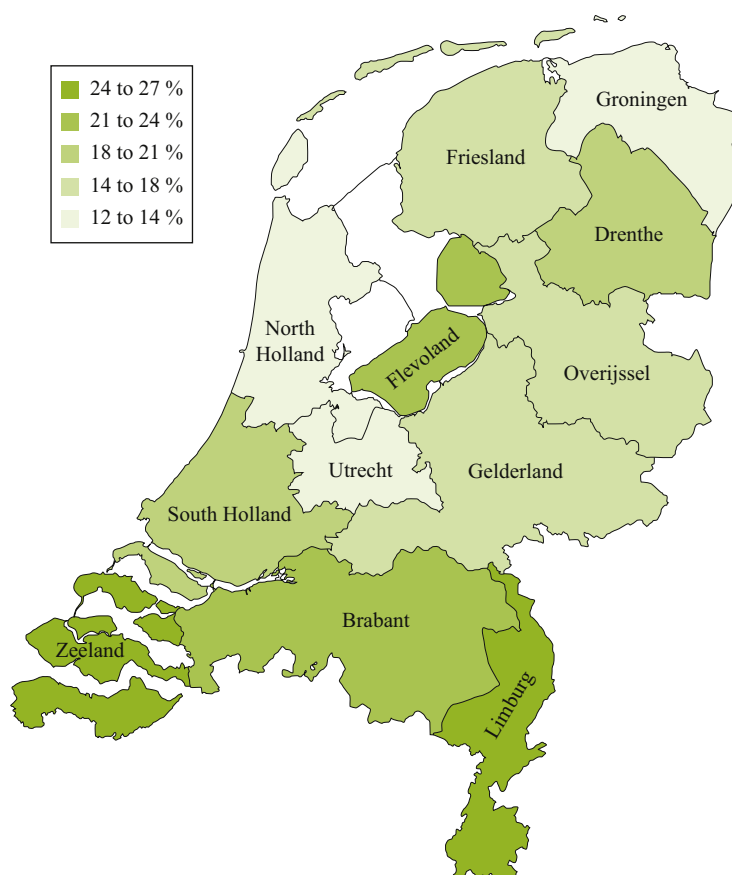 24 to 27 %
21 to 24 %
18 to 21 %
14 to 18 %
12 to 14 %
Groningen
Friesland
Drenthe
North
Holland
Flevoland
Overijssel
Utrecht
Gelderland
South Holland
Brabant
Zeeland
Limburg